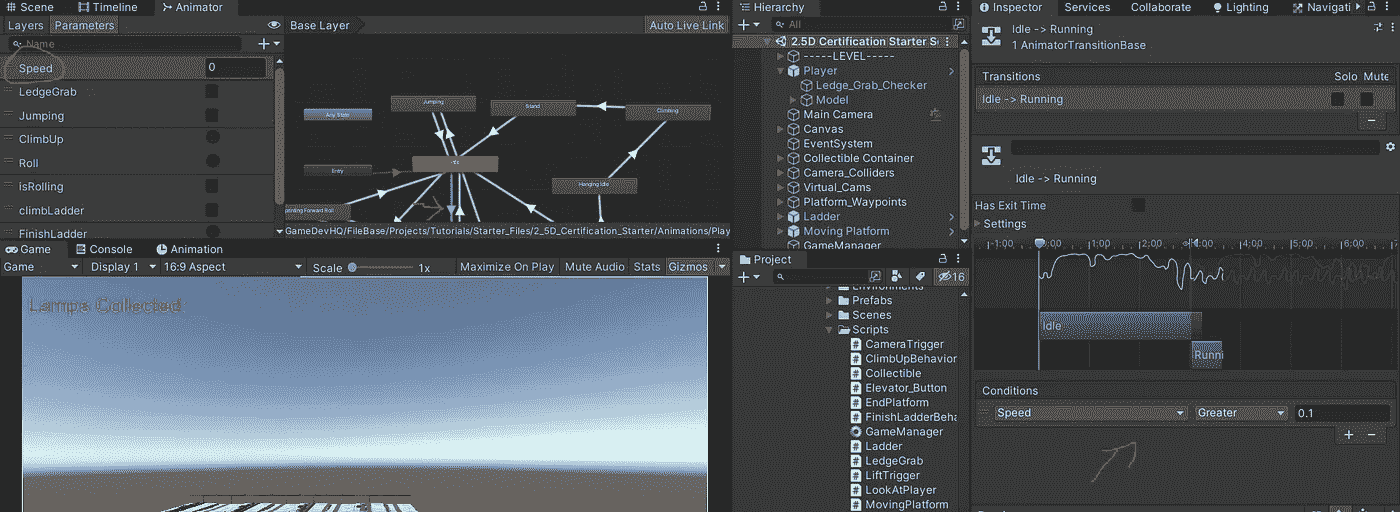 Scene Timeline Animator
Layers Parameters Base Layer Auto Live Link
Name
Speed 0
LedgeGrab
Jumping
ClimbUp
Roll
isRolling
climbLadder
FinishLadder
Any State
Jumping
Stand
Climbing
Entry
Idle
Hanging Idle
printing Forward Roll
GameDevHQ/FileBase/Projects/Tutorials/Starter_Files/2_5D_Certification_Starter/Animations/Play
Game Console Animation
Game Display 1 16:9 Aspect Scale 1x Maximize On Play Mute Audio Stats Gizmos
Lamps Collected
Hierarchy
All
2.5D Certification Starter S
-----LEVEL-----
Player
Ledge_Grab_Checker
Model
Main Camera
Canvas
EventSystem
Collectible Container
Camera_Colliders
Virtual_Cams
Platform_Waypoints
Ladder
Moving Platform
GameManager
Project
16
Environments
Prefabs
Scenes
Scripts
CameraTrigger
ClimbUpBehavior
Collectible
Elevator_Button
EndPlatform
FinishLadderBeha
GameManager
Ladder
LedgeGrab
LiftTrigger
LookAtPlayer
MovingPlatform
Inspector Services Collaborate Lighting Navigati
Idle -> Running
1 AnimatorTransitionBase
Transitions Solo Mute
Idle -> Running
Idle -> Running
Has Exit Time
Settings
-1:00 0:00 1:00 2:00 3:00 4:00 5:00 6:00
Idle
Runni
Conditions
Speed Greater 0.1